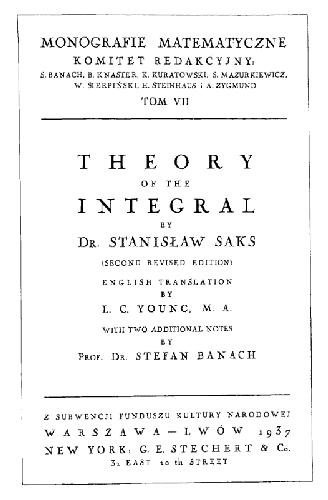 MONOGRAFIE MATEMATYCZNE
KOMITET REDAKCYJNY:
S. BANACH, B. KNASTER, K. KURATOWSKI, S. MAZURKIEWICZ,
W. SIERPIŃSKI, H. STEINHAUS i A. ZYGMUND
TOM VII
THEORY
OF THE
INTEGRAL
BY
DR. STANISŁAW SAKS
(SECOND REVISED EDITION)
ENGLISH TRANSLATION
BY
L. C. YOUNG, M. A.
WITH TWO ADDITIONAL NOTES
BY
PROF. DR. STEFAN BANACH
Z SUBWENCJI FUNDUSZU KULTURY NARODOWEJ
WARSZAWA — LWÓW 1937
NEW YORK: G. E. STECHERT & Co.
31 EAST 10 th STREET